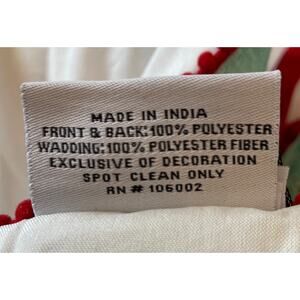 MADE IN INDIA
FRONT & BACK:100% POLYESTER
WADDING:100% POLYESTER FIBER
EXCLUSIVE OF DECORATION
SPOT CLEAN ONLY
RN # 106002